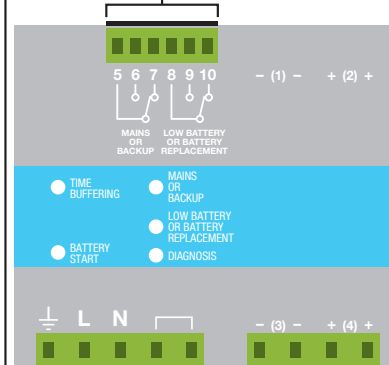 5 6 7 8 9 10
- (1) - + (2) +
MAINS
OR
BACKUP
LOW BATTERY
OR BATTERY
REPLACEMENT
TIME
BUFFERING
MAINS
OR
BACKUP
LOW BATTERY
OR BATTERY
REPLACEMENT
BATTERY
START
DIAGNOSIS
L N
- (3) - + (4) +